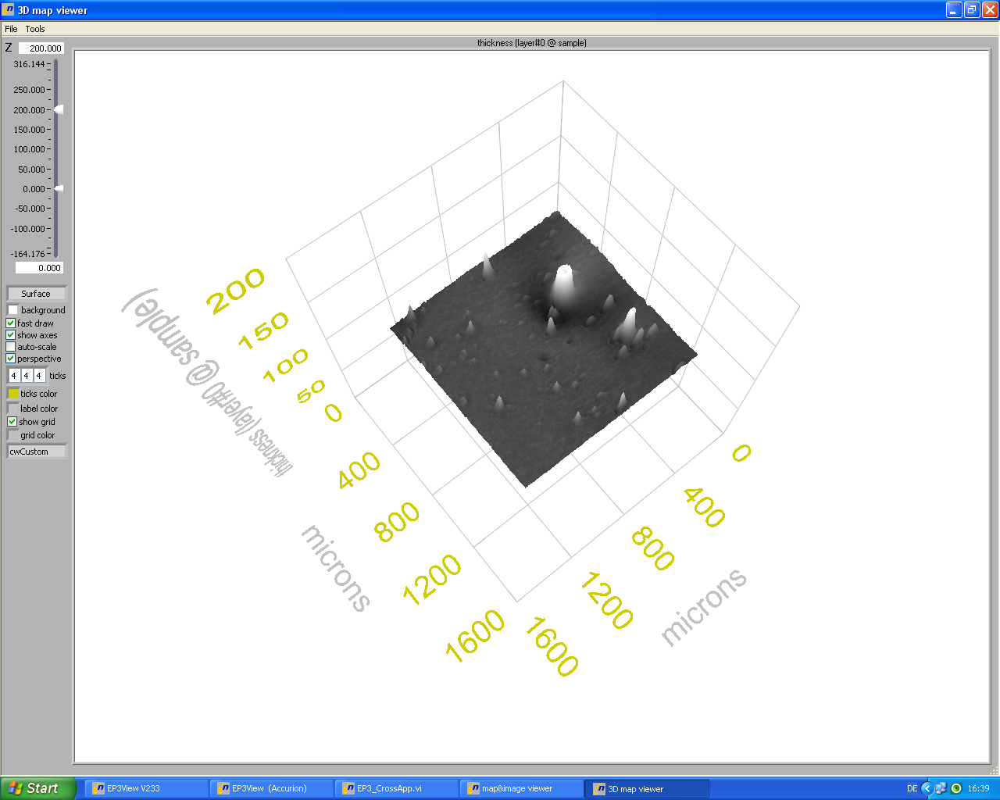 3D map viewer
File Tools
thickness (layer#0 @ sample)
Z 200.000
316.144
250.000
200.000
150.000
100.000
50.000
0.000
-50.000
-100.000
-164.176
0.000
Surface
background
fast draw
show axes
auto-scale
perspective
4 4 4 ticks
ticks color
label color
show grid
grid color
cwCustom
200
150
100
50
0
thickness (layer#0 @ sample)
400
800
1200
1600
microns
0
400
800
1200
1600
microns
Start
EP3View V233
EP3View (Accurion)
EP3_CrossApp.vi
map&image viewer
3D map viewer
DE
16:39